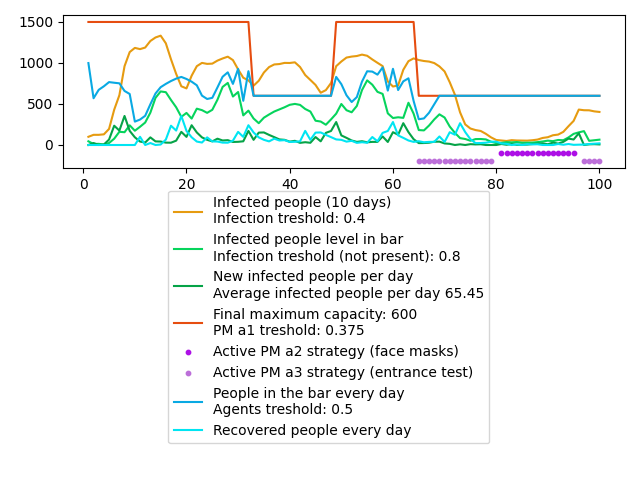 1500
1000
500
0
0
20
40
60
80
100
Infected people (10 days)
Infection treshold: 0.4
Infected people level in bar
Infection treshold (not present): 0.8
New infected people per day
Average infected people per day 65.45
Final maximum capacity: 600
PM a1 treshold: 0.375
Active PM a2 strategy (face masks)
Active PM a3 strategy (entrance test)
People in the bar every day
Agents treshold: 0.5
Recovered people every day